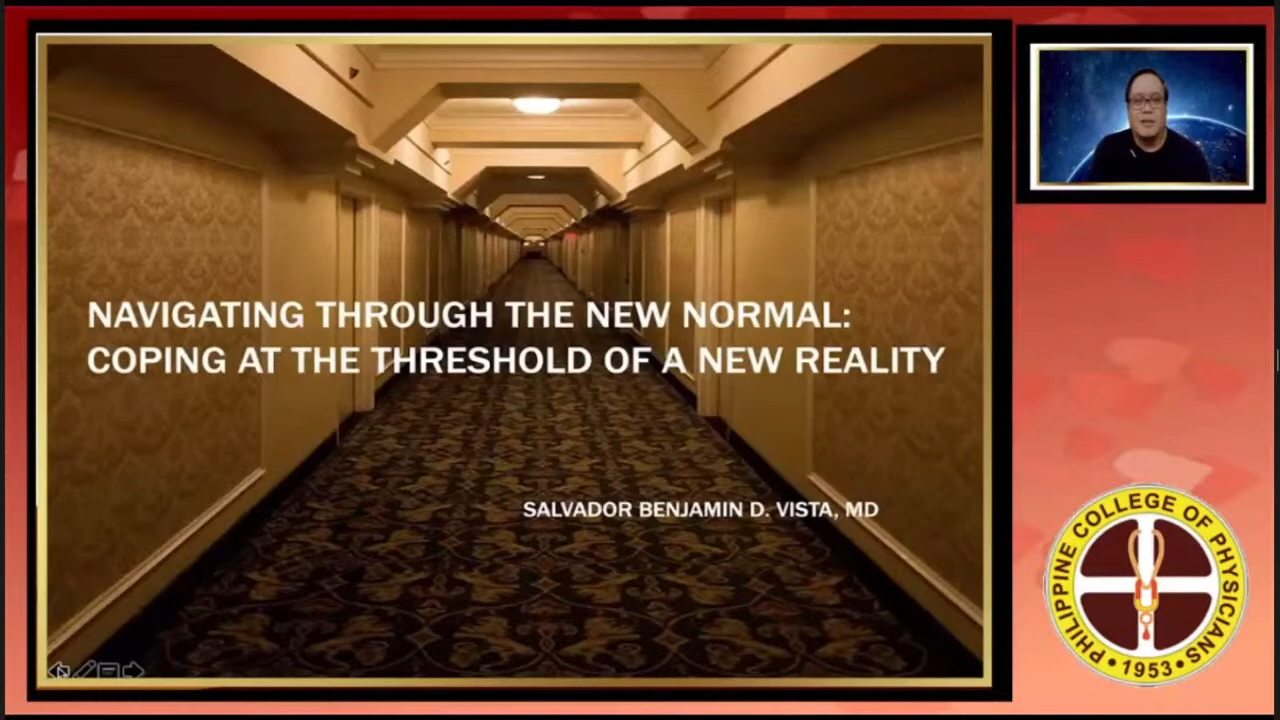 NAVIGATING THROUGH THE NEW NORMAL:
COPING AT THE THRESHOLD OF A NEW REALITY
SALVADOR BENJAMIN D. VISTA, MD
PHILIPPINE COLLEGE OF PHYSICIANS
• 1953 •